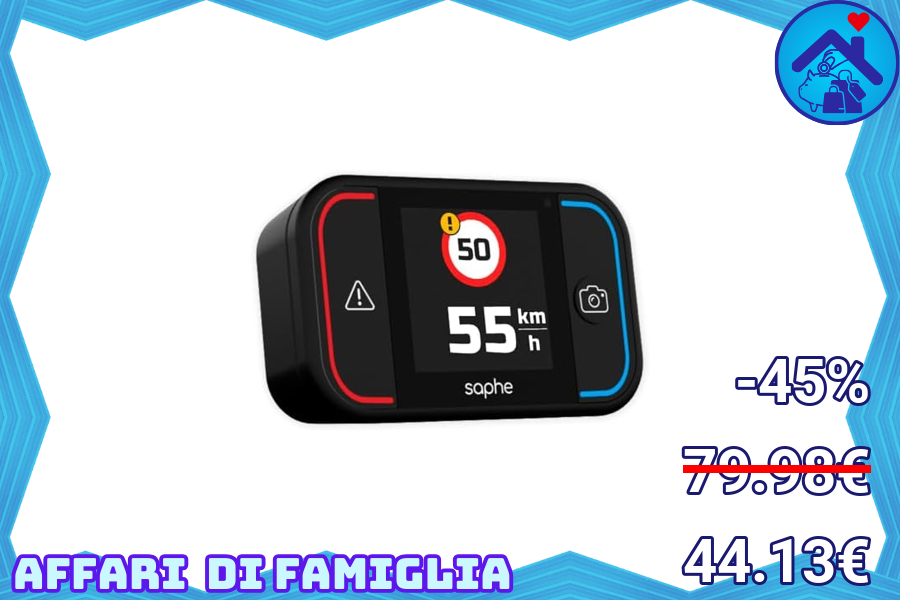 50
55 km/h
saphe
-45%
79.98€
44.13€
AFFARI DI FAMIGLIA